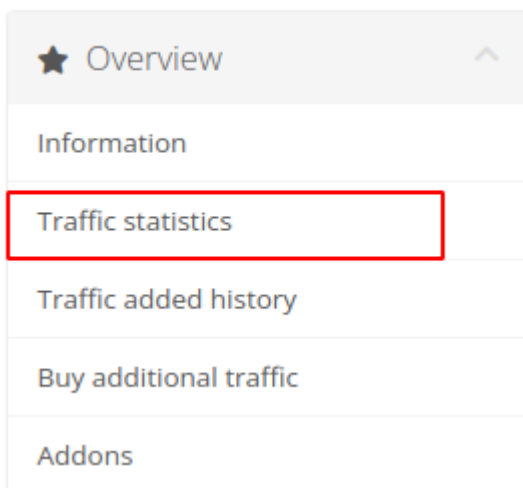 Overview
Information
Traffic statistics
Traffic added history
Buy additional traffic
Addons